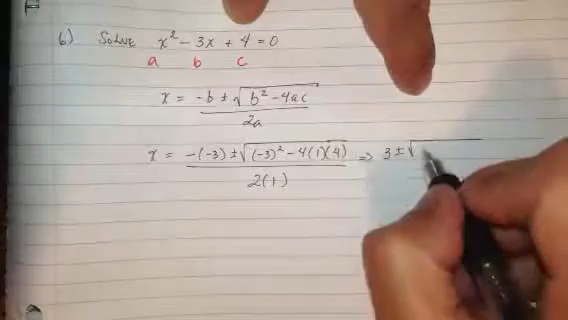 6) Solve x² - 3x + 4 = 0
a b c
x = -b ± √b² - 4ac / 2a
x = -(-3) ± √(-3)² - 4(1)(4) / 2(1) => 3 ± √